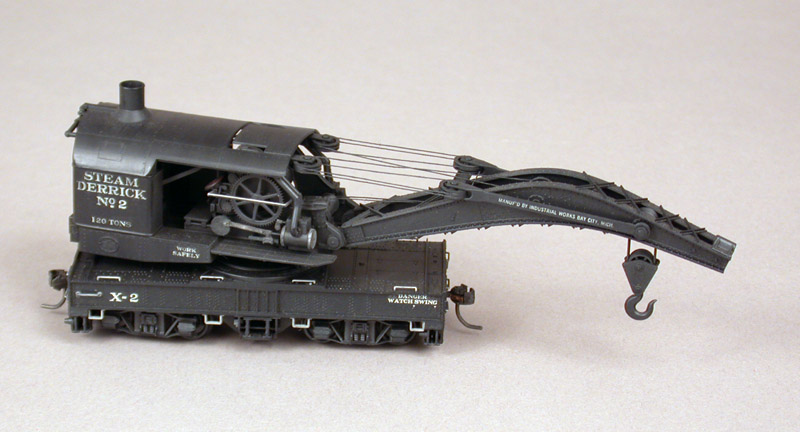 STEAM
DERRICK
Nº 2
120 TONS
WORK
SAFELY
MANUF'D BY INDUSTRIAL WORKS BAY CITY, MICH.
X-2
DANGER
WATCH SWING